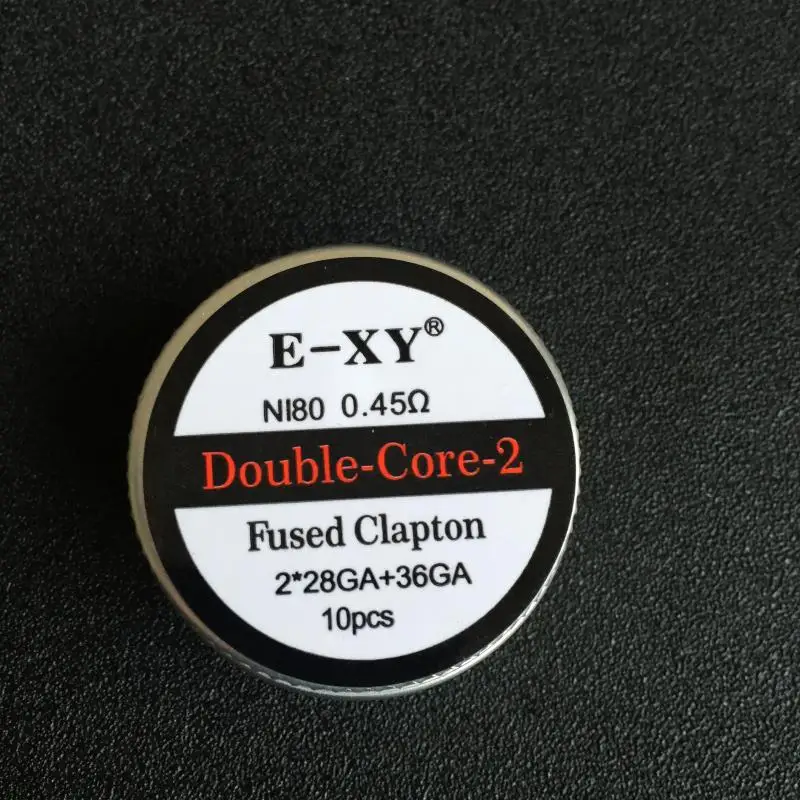 E-XY®
NI80 0.45Ω
Double-Core-2
Fused Clapton
2*28GA+36GA
10pcs